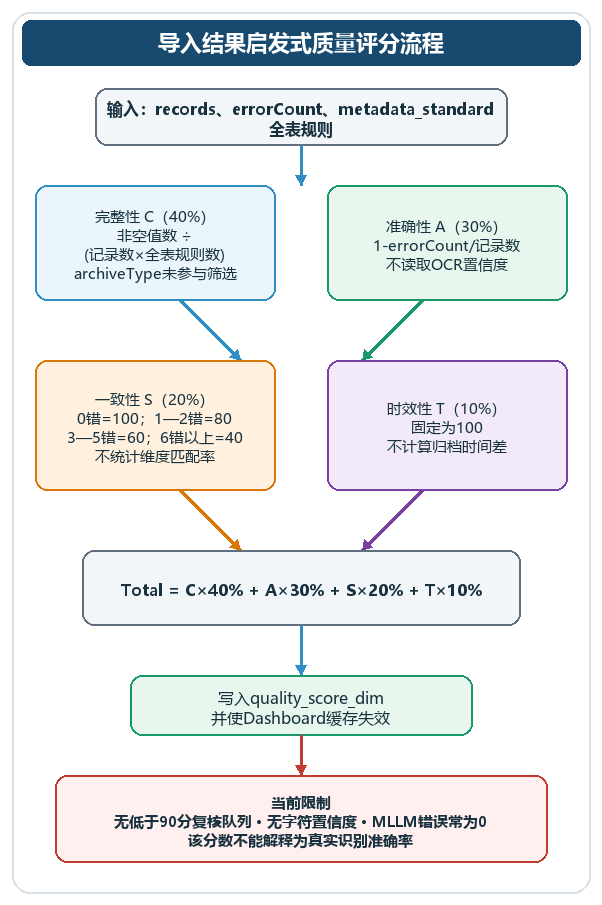 导入结果启发式质量评分流程
输入：records、errorCount、metadata_standard
全表规则
完整性 C（40%）
非空值数 ÷
(记录数×全表规则数)
archiveType未参与筛选
准确性 A（30%）
1-errorCount/记录数
不读取OCR置信度
一致性 S（20%）
0错=100；1—2错=80
3—5错=60；6错以上=40
不统计维度匹配率
时效性 T（10%）
固定为100
不计算归档时间差
Total = C×40% + A×30% + S×20% + T×10%
写入quality_score_dim
并使Dashboard缓存失效
当前限制
无低于90分复核队列·无字符置信度·MLLM错误常为0
该分数不能解释为真实识别准确率